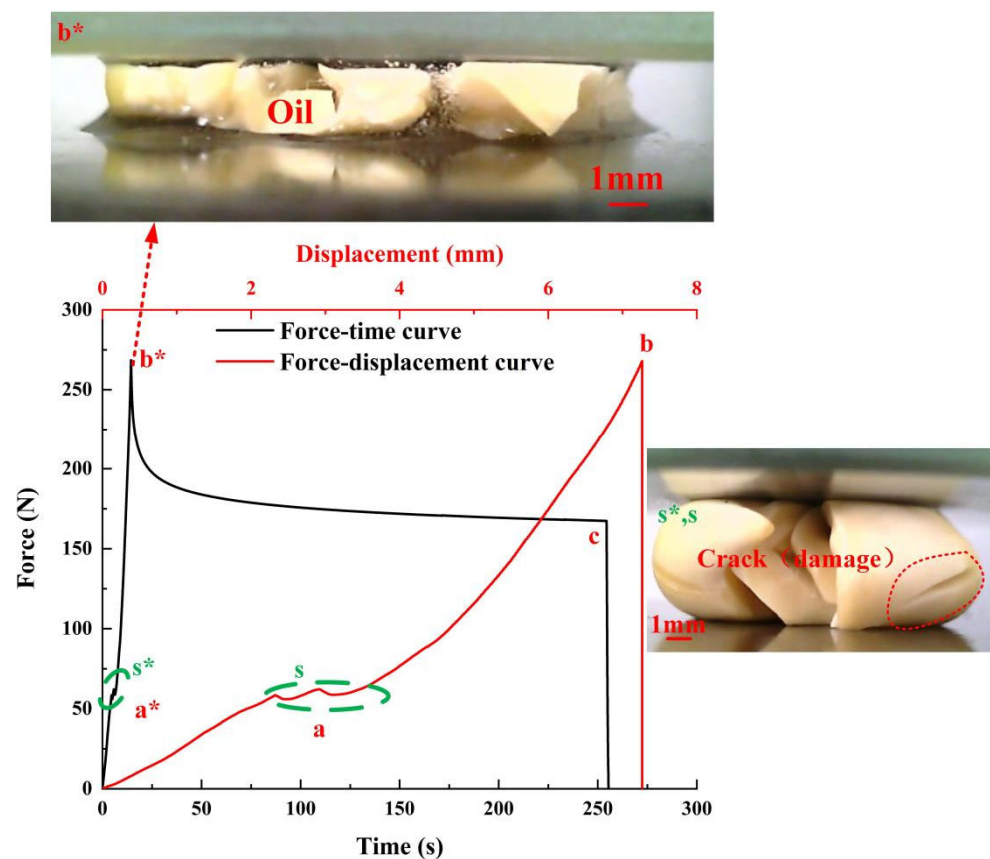 b*
Oil
1mm
Displacement (mm)
0 2 4 6 8
300
250
200
150
100
50
0
Force (N)
Force-time curve
Force-displacement curve
b*
b
c
s*
a*
s
a
s*,s
Crack（damage）
1mm
0 50 100 150 200 250 300
Time (s)